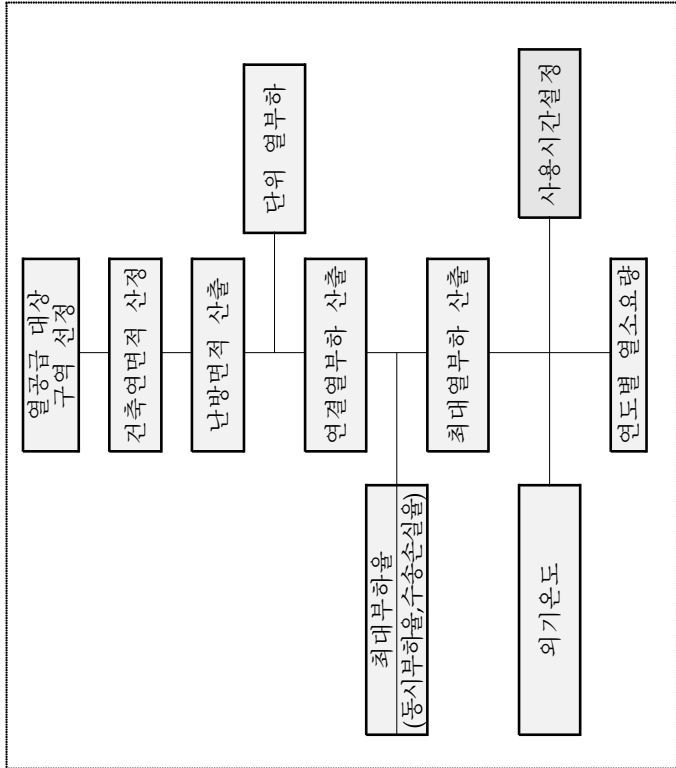 열공급 대상
구역 선정
건축연면적 산정
난방면적 산출
단위 열부하
연결열부하 산출
최대부하율
(동시부하율,수송손실율)
최대열부하 산출
사용시간설정
외기온도
연도별 열소요량